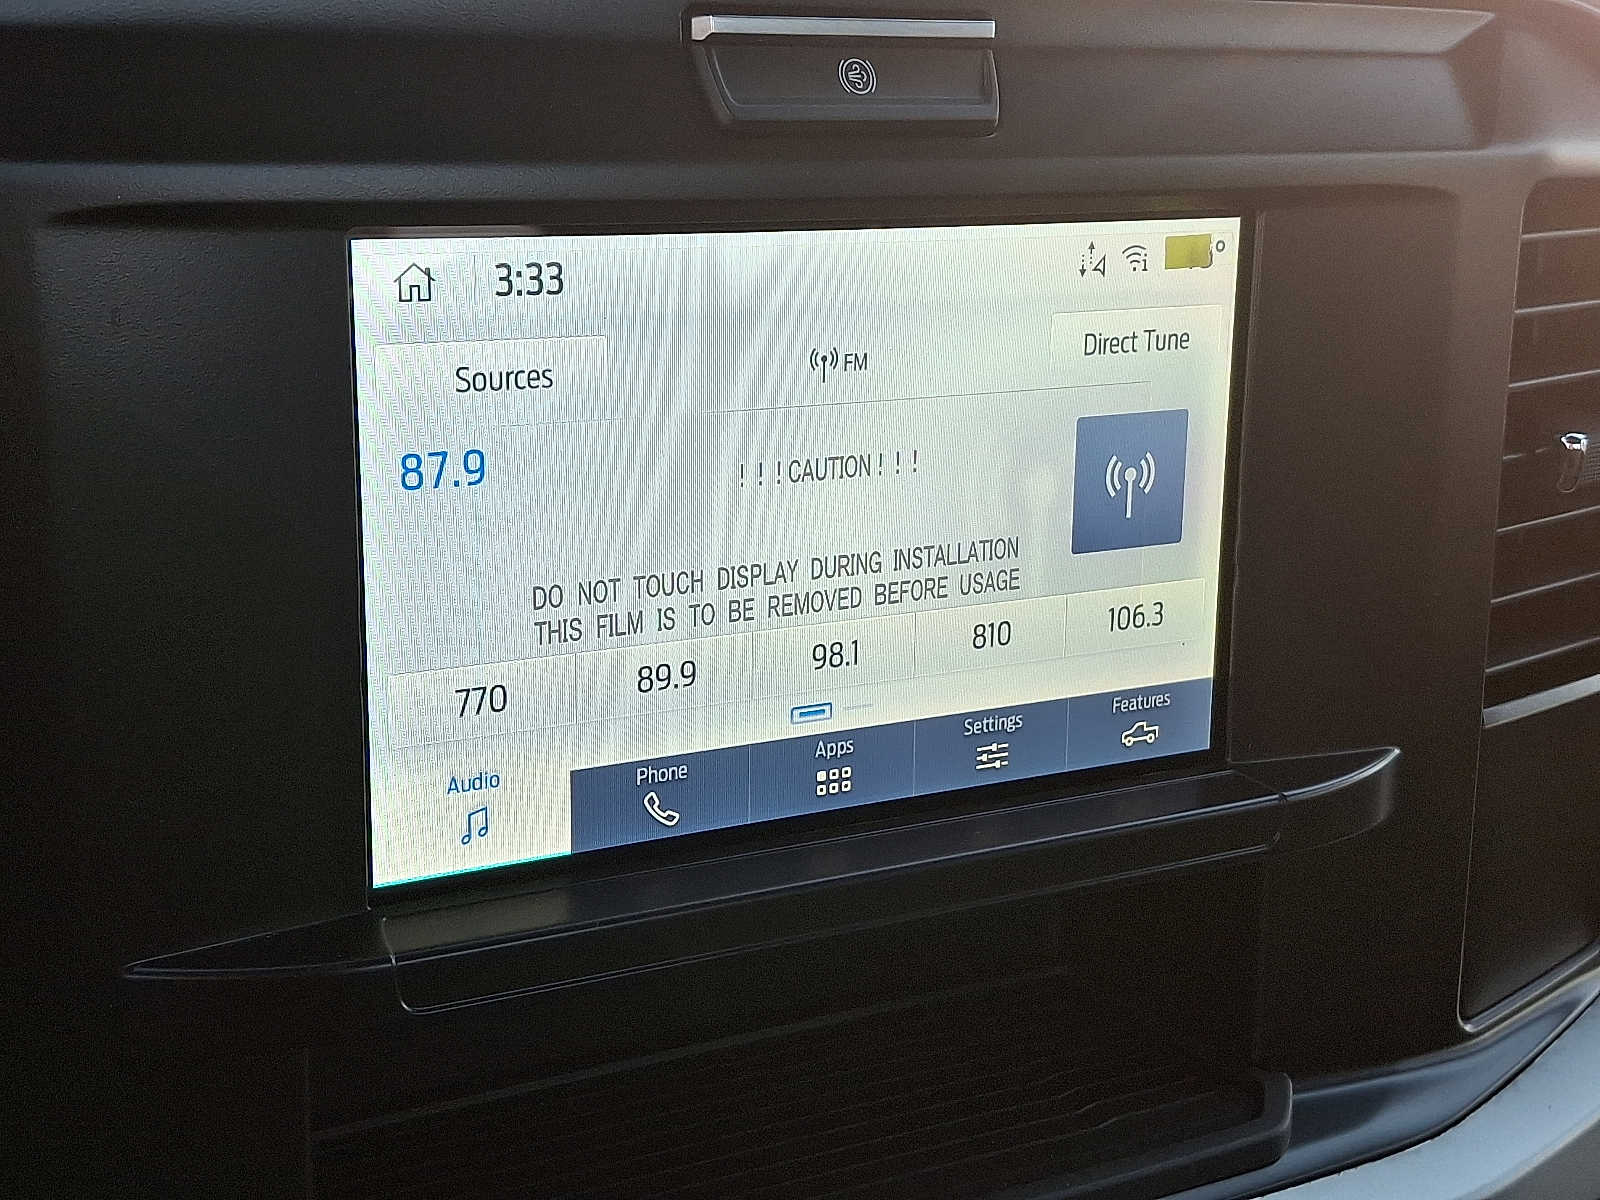 3:33
Sources
FM
Direct Tune
87.9
! ! ! CAUTION ! ! !
DO NOT TOUCH DISPLAY DURING INSTALLATION
THIS FILM IS TO BE REMOVED BEFORE USAGE
770 89.9 98.1 810 106.3
Audio Phone Apps Settings Features